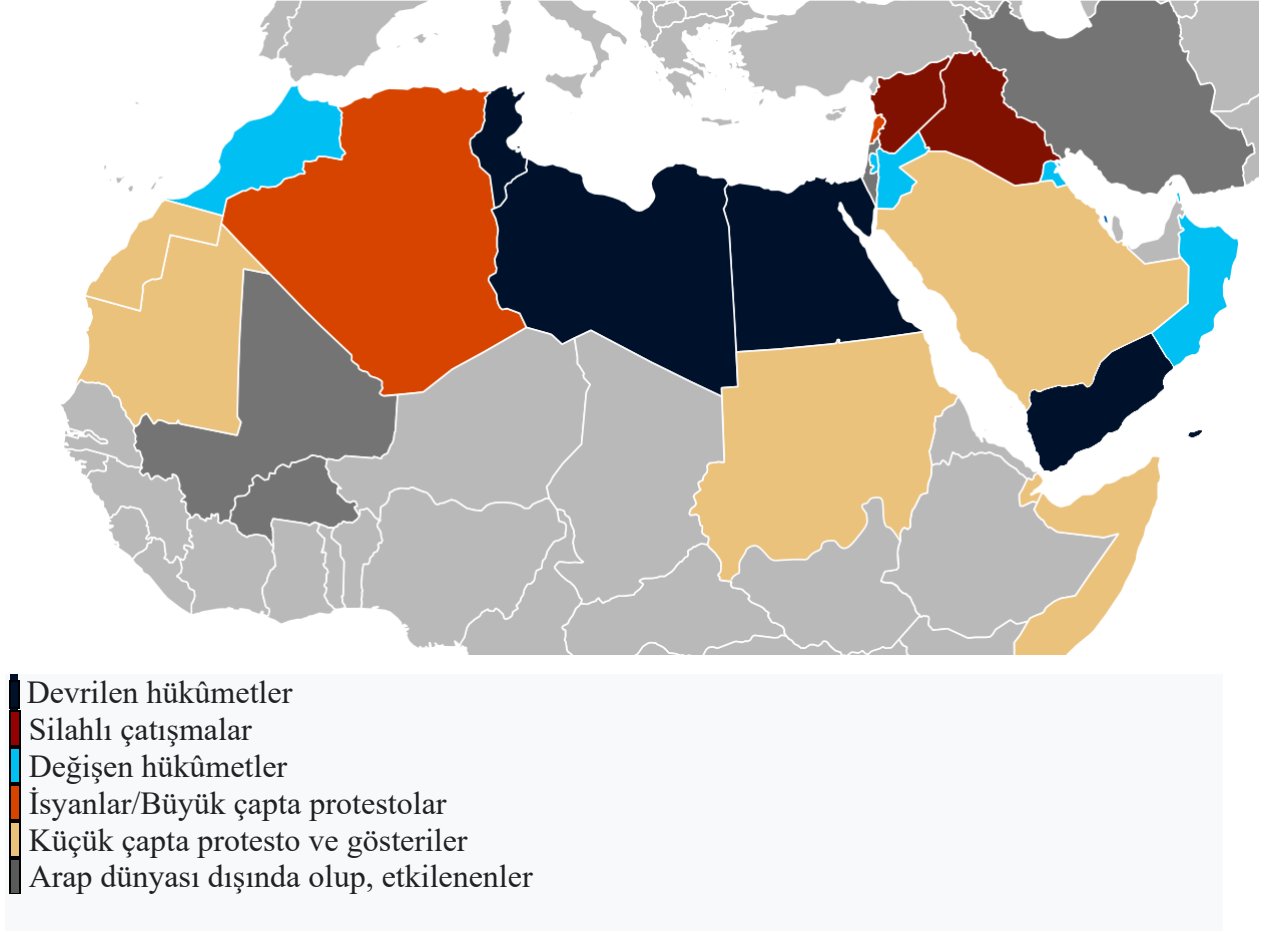 Devrilen hükûmetler
Silahlı çatışmalar
Değişen hükûmetler
İsyanlar/Büyük çapta protestolar
Küçük çapta protesto ve gösteriler
Arap dünyası dışında olup, etkilenenler